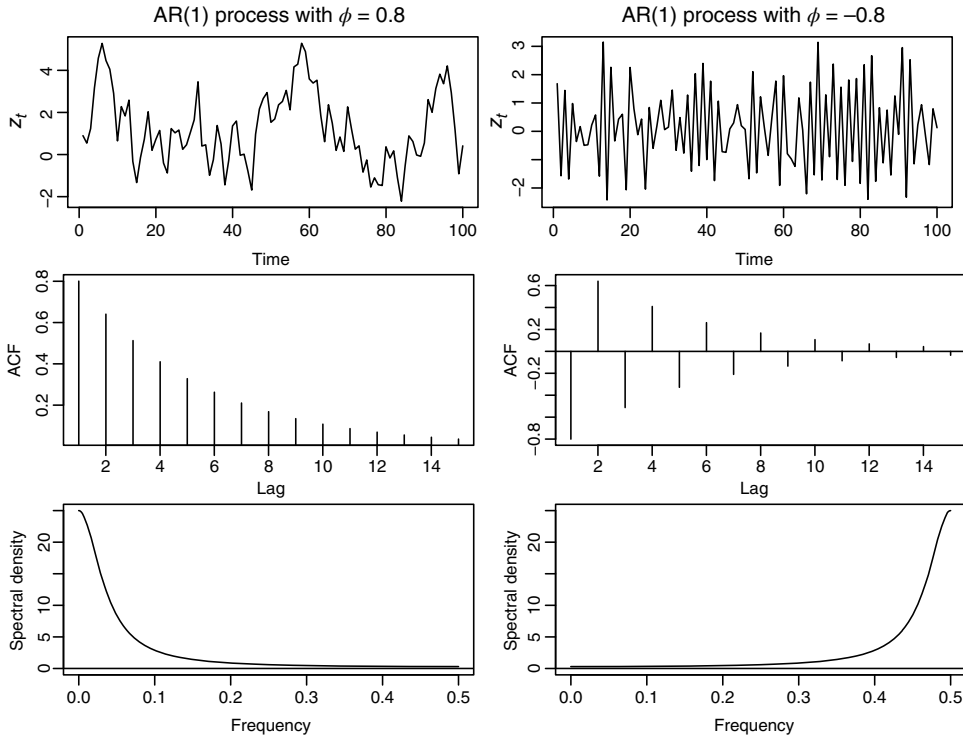 AR(1) process with ϕ = 0.8
4
2
0
−2
z_t
0 20 40 60 80 100
Time
0.8
0.6
0.4
0.2
ACF
2 4 6 8 10 12 14
Lag
20
10
5
0
Spectral density
0.0 0.1 0.2 0.3 0.4 0.5
Frequency
AR(1) process with ϕ = −0.8
3
2
1
0
−2
z_t
0 20 40 60 80 100
Time
0.6
0.2
−0.2
−0.8
ACF
2 4 6 8 10 12 14
Lag
20
10
5
0
Spectral density
0.0 0.1 0.2 0.3 0.4 0.5
Frequency